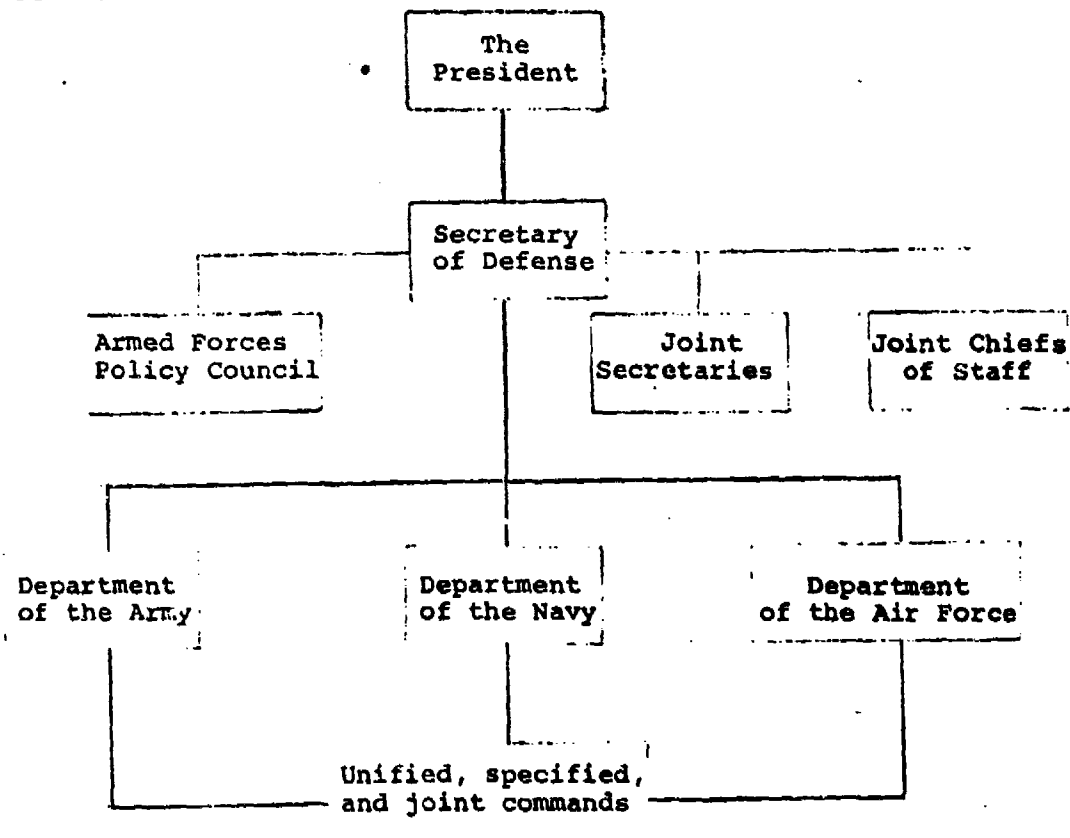 The
President
Secretary
of Defense
Armed Forces
Policy Council
Joint
Secretaries
Joint Chiefs
of Staff
Department
of the Army
Department
of the Navy
Department
of the Air Force
Unified, specified,
and joint commands